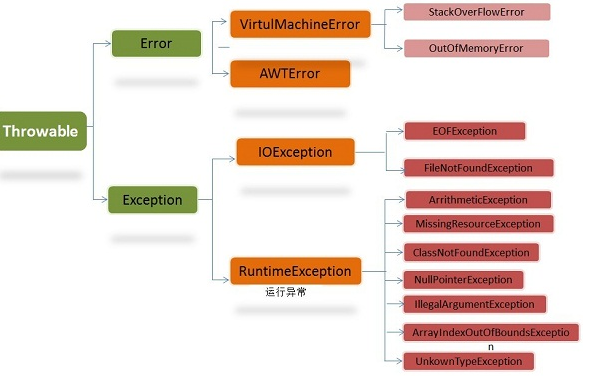 Throwable
Error
VirtulMachineError
StackOverFlowError
OutOfMemoryError
AWTError
Exception
IOException
EOFException
FileNotFoundException
RuntimeException
运行异常
ArrithmeticException
MissingResourceException
ClassNotFoundException
NullPointerException
IllegalArgumentException
ArrayIndexOutOfBoundsExceptio
n
UnkownTypeException